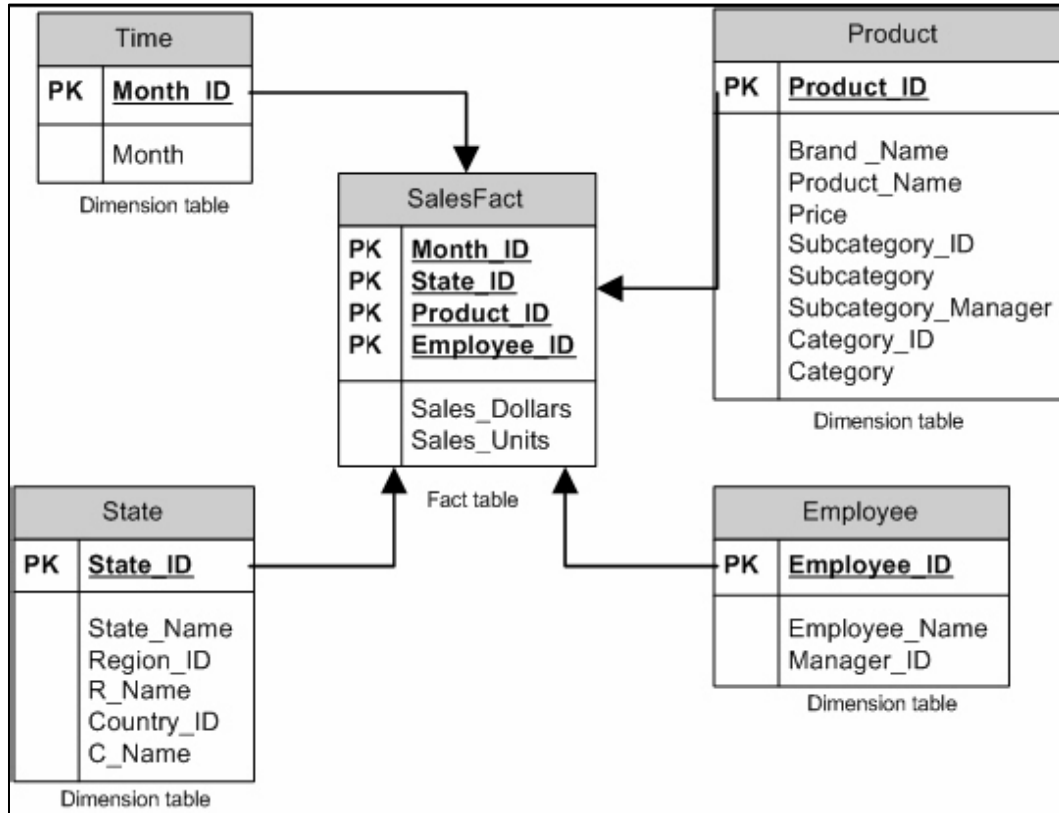 Time
PK Month_ID
Month
Dimension table
Product
PK Product_ID
Brand _Name
Product_Name
Price
Subcategory_ID
Subcategory
Subcategory_Manager
Category_ID
Category
Dimension table
SalesFact
PK Month_ID
PK State_ID
PK Product_ID
PK Employee_ID
Sales_Dollars
Sales_Units
Fact table
State
PK State_ID
State_Name
Region_ID
R_Name
Country_ID
C_Name
Dimension table
Employee
PK Employee_ID
Employee_Name
Manager_ID
Dimension table